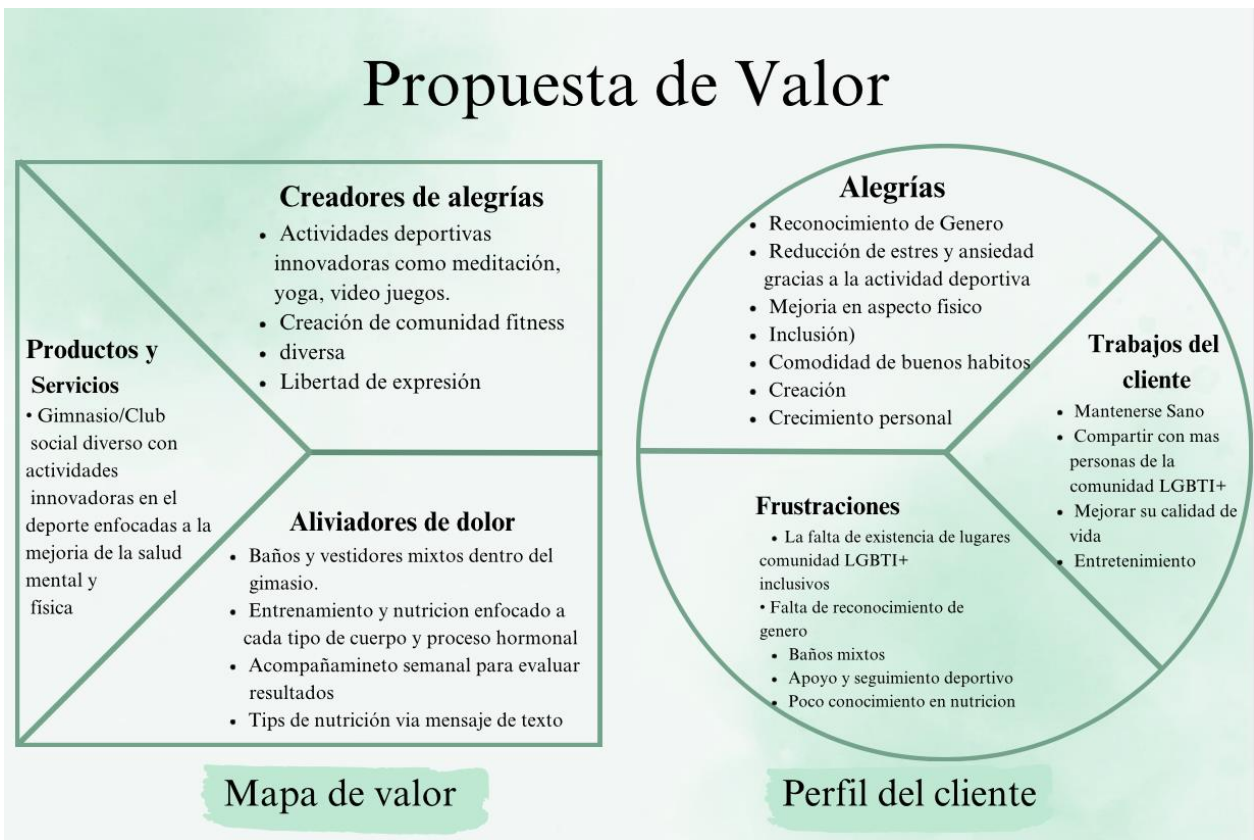 Propuesta de Valor
Creadores de alegrías
• Actividades deportivas
innovadoras como meditación,
yoga, video juegos.
• Creación de comunidad fitness
• diversa
• Libertad de expresión
Productos y
Servicios
• Gimnasio/Club
social diverso con
actividades
innovadoras en el
deporte enfocadas a la
mejoria de la salud
mental y
física
Aliviadores de dolor
• Baños y vestidores mixtos dentro del
gimasio.
• Entrenamiento y nutricion enfocado a
cada tipo de cuerpo y proceso hormonal
• Acompañamineto semanal para evaluar
resultados
• Tips de nutrición via mensaje de texto
Mapa de valor
Alegrías
• Reconocimiento de Genero
• Reducción de estres y ansiedad
gracias a la actividad deportiva
• Mejoria en aspecto fisico
• Inclusión)
• Comodidad de buenos habitos
• Creación
• Crecimiento personal
Trabajos del
cliente
• Mantenerse Sano
• Compartir con mas
personas de la
comunidad LGBTI+
• Mejorar su calidad de
vida
• Entretenimiento
Frustraciones
• La falta de existencia de lugares
comunidad LGBTI+
inclusivos
• Falta de reconocimiento de
genero
• Baños mixtos
• Apoyo y seguimiento deportivo
• Poco conocimiento en nutricion
Perfil del cliente